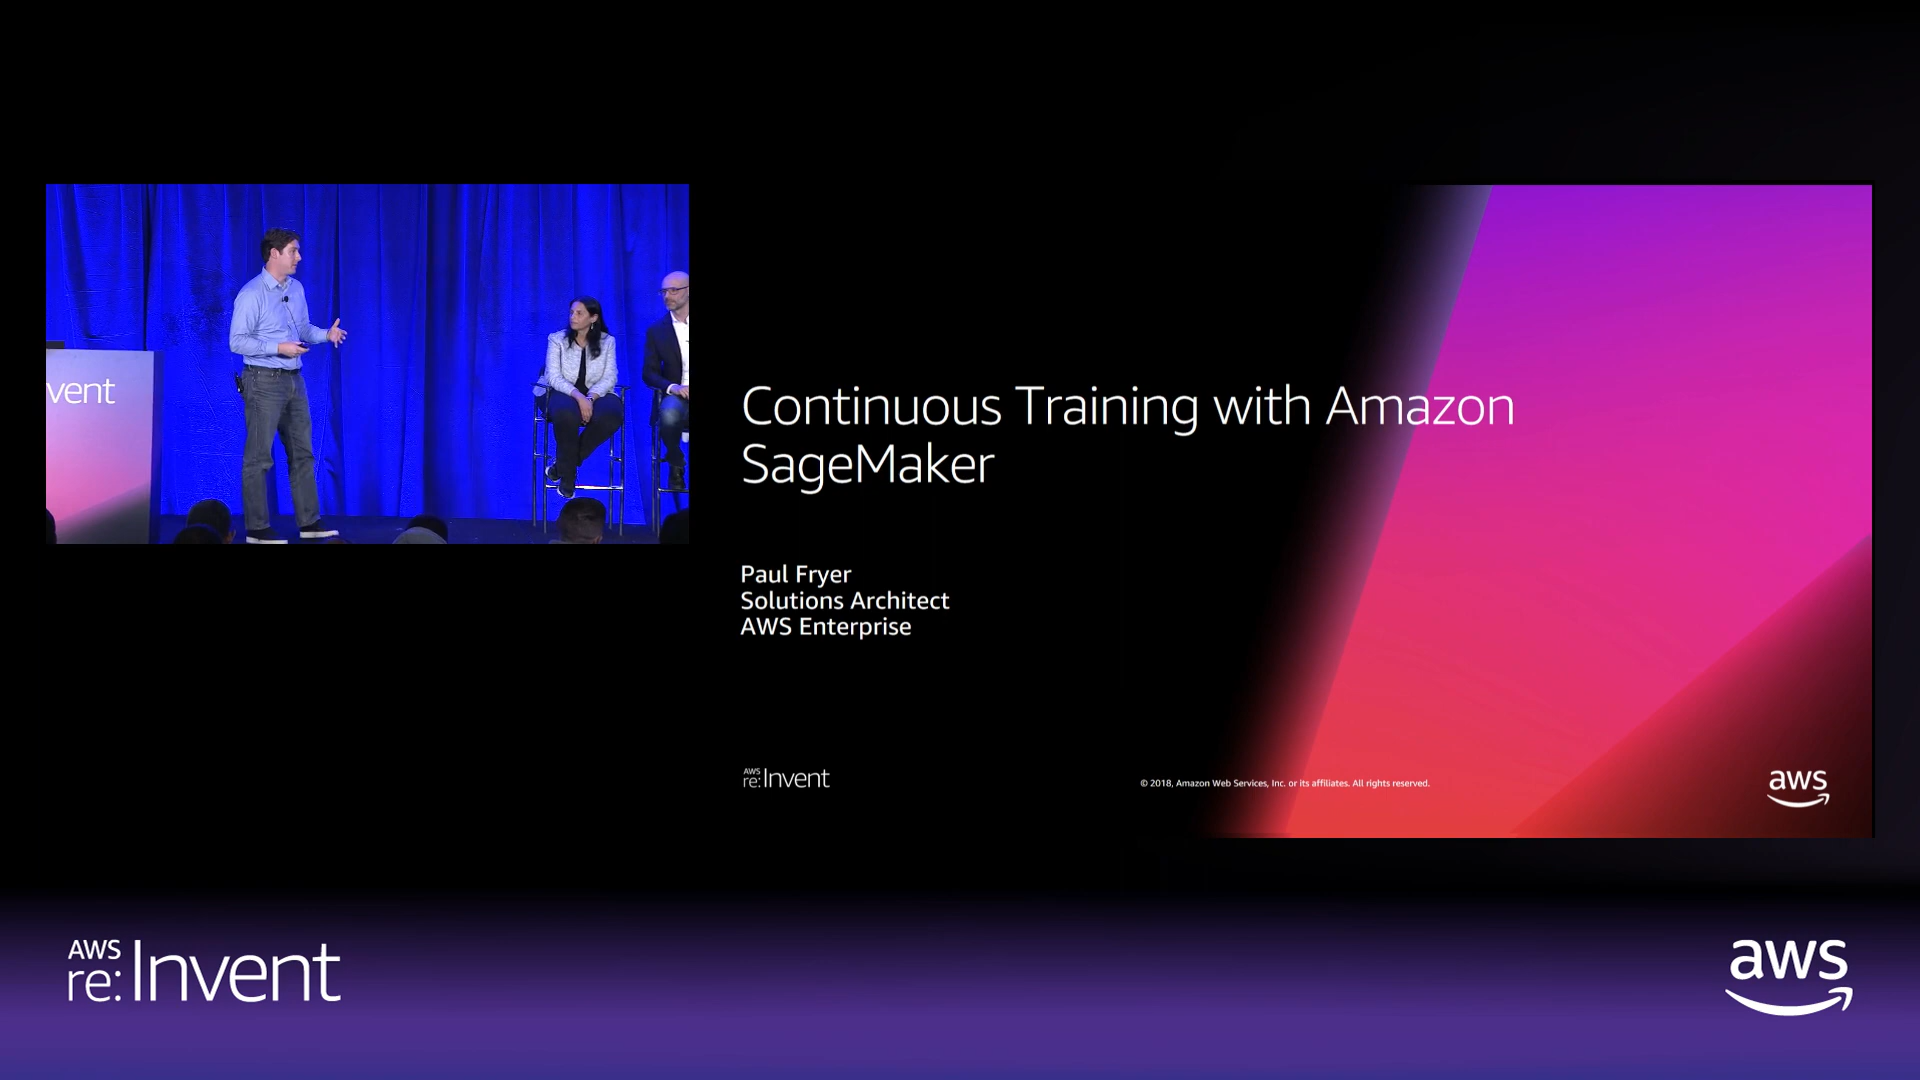 vent
Continuous Training with Amazon
SageMaker
Paul Fryer
Solutions Architect
AWS Enterprise
AWS
re:Invent
© 2018, Amazon Web Services, Inc. or its affiliates. All rights reserved.
aws
AWS
re:Invent
aws